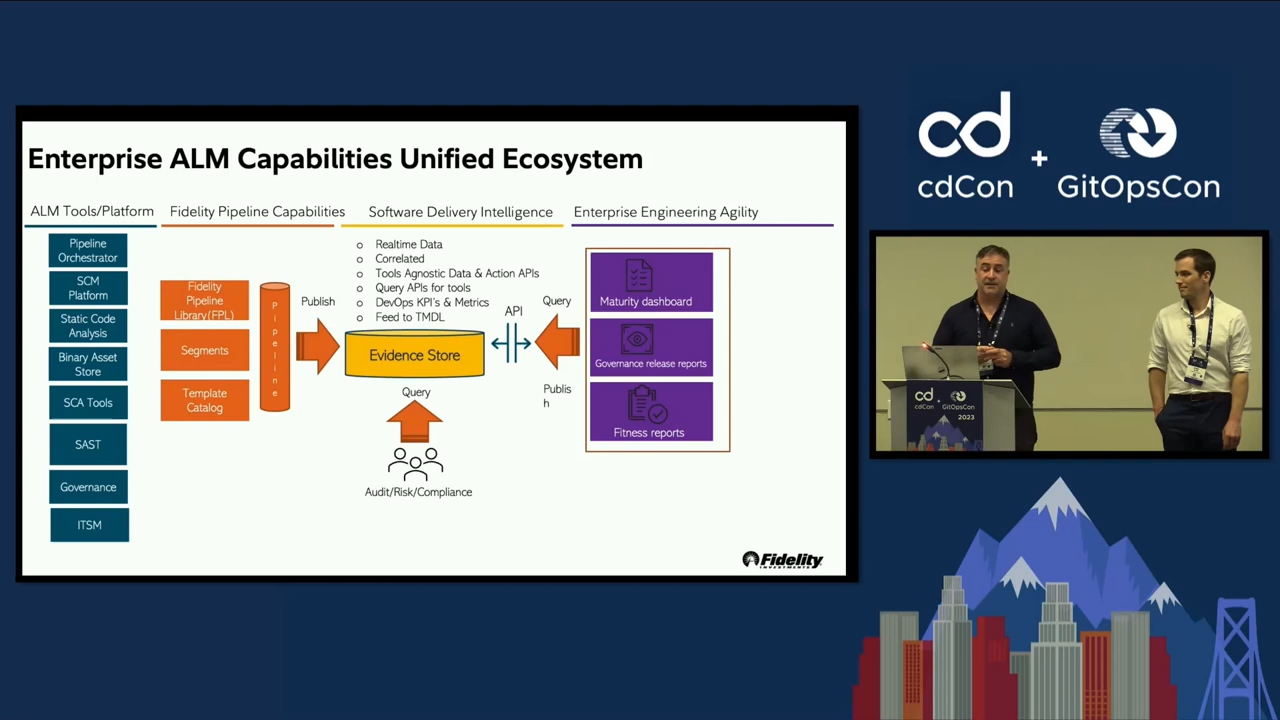 Enterprise ALM Capabilities Unified Ecosystem
ALM Tools/Platform
Fidelity Pipeline Capabilities
Software Delivery Intelligence
Enterprise Engineering Agility
Pipeline
Orchestrator
SCM
Platform
Static Code
Analysis
Binary Asset
Store
SCA Tools
SAST
Governance
ITSM
Fidelity
Pipeline
Library(FPL)
Segments
Template
Catalog
Pipeline
Publish
o Realtime Data
o Correlated
o Tools Agnostic Data & Action APIs
o Query APIs for tools
o DevOps KPI's & Metrics
o Feed to TMDL
Evidence Store
Query
Audit/Risk/Compliance
API
Query
Publis
h
Maturity dashboard
Governance release reports
Fitness reports
Fidelity
INVESTMENTS
cd
cdCon
+
GitOpsCon
cd
cdCon
+
GitOpsCon
2023